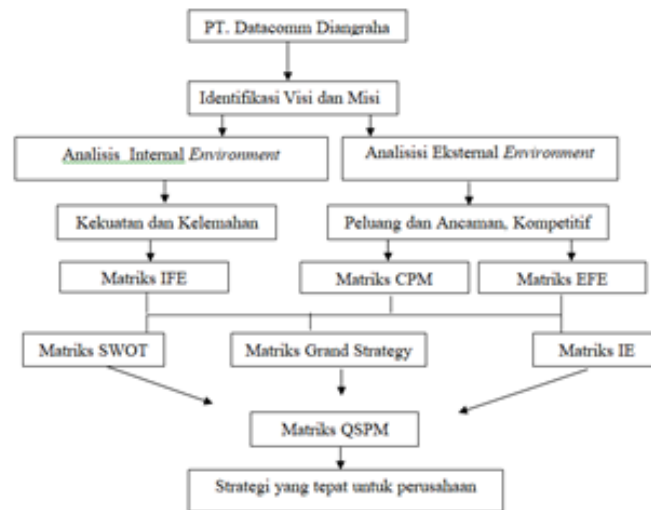 PT. Datacomm Diangraha
Identifikasi Visi dan Misi
Analisis Internal Environment
Analisisi Eksternal Environment
Kekuatan dan Kelemahan
Peluang dan Ancaman, Kompetitif
Matriks IFE
Matriks CPM
Matriks EFE
Matriks SWOT
Matriks Grand Strategy
Matriks IE
Matriks QSPM
Strategi yang tepat untuk perusahaan